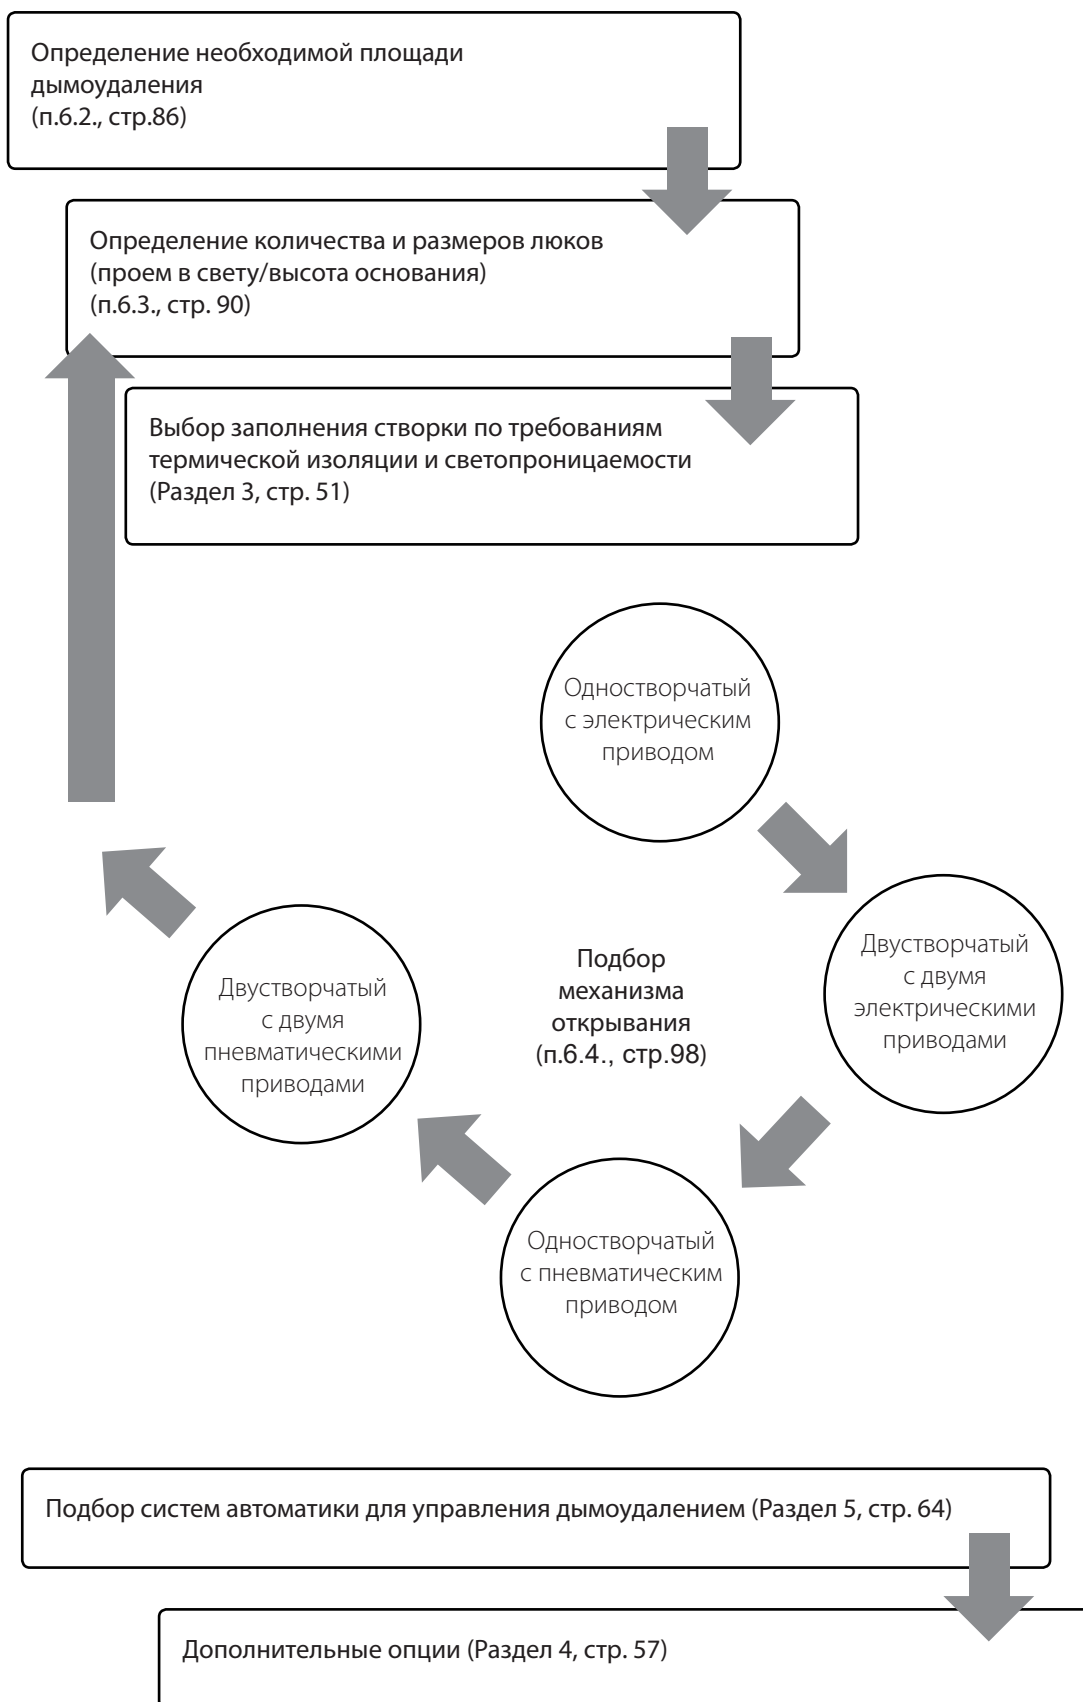 Определение необходимой площади
дымоудаления
(п.6.2., стр.86)
Определение количества и размеров люков
(проем в свету/высота основания)
(п.6.3., стр. 90)
Выбор заполнения створки по требованиям
термической изоляции и светопроницаемости
(Раздел 3, стр. 51)
Одностворчатый
с электрическим
приводом
Двустворчатый
с двумя
электрическими
приводами
Подбор
механизма
открывания
(п.6.4., стр.98)
Двустворчатый
с двумя
пневматическими
приводами
Одностворчатый
с пневматическим
приводом
Подбор систем автоматики для управления дымоудалением (Раздел 5, стр. 64)
Дополнительные опции (Раздел 4, стр. 57)